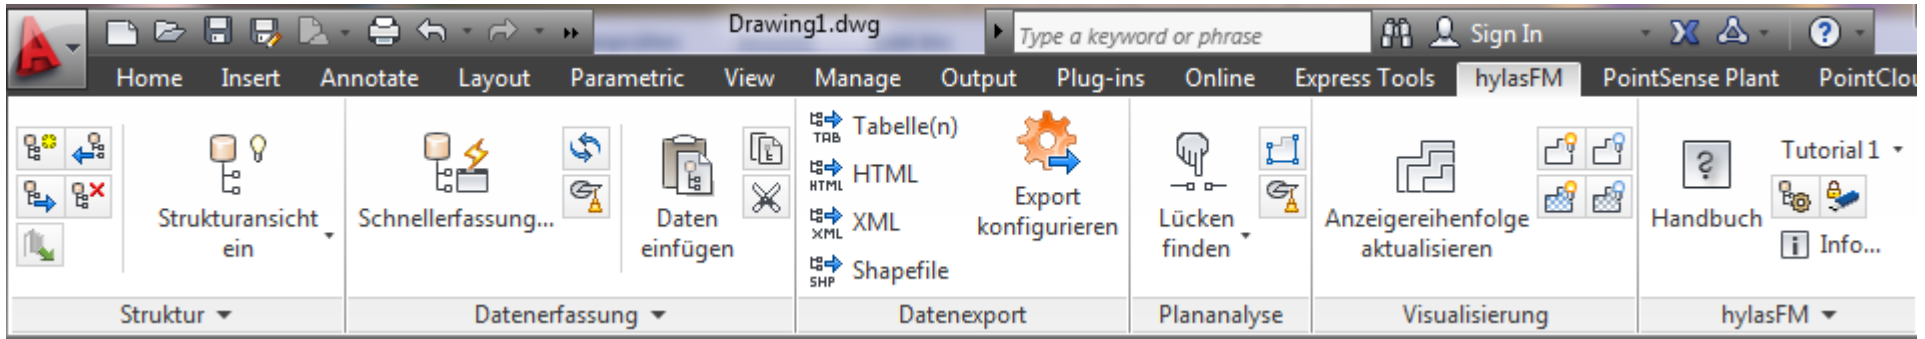 Drawing1.dwg
Type a keyword or phrase
Sign In
Home Insert Annotate Layout Parametric View Manage Output Plug-ins Online Express Tools hylasFM PointSense Plant PointClou
Strukturansicht
ein
Struktur
Schnellerfassung...
Daten
einfügen
Datenerfassung
TAB Tabelle(n)
HTML HTML
XML XML
SHP Shapefile
Export
konfigurieren
Datenexport
Lücken
finden
Plananalyse
Anzeigereihenfolge
aktualisieren
Visualisierung
Handbuch
Tutorial 1
Info...
hylasFM